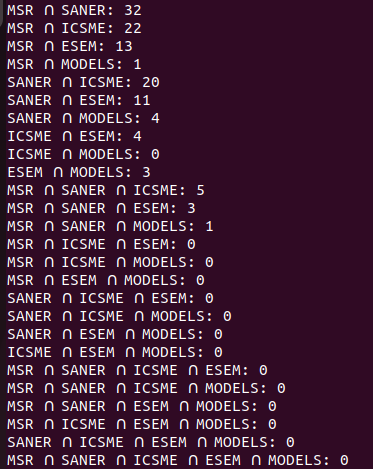 MSR ∩ SANER: 32
MSR ∩ ICSME: 22
MSR ∩ ESEM: 13
MSR ∩ MODELS: 1
SANER ∩ ICSME: 20
SANER ∩ ESEM: 11
SANER ∩ MODELS: 4
ICSME ∩ ESEM: 4
ICSME ∩ MODELS: 0
ESEM ∩ MODELS: 3
MSR ∩ SANER ∩ ICSME: 5
MSR ∩ SANER ∩ ESEM: 3
MSR ∩ SANER ∩ MODELS: 1
MSR ∩ ICSME ∩ ESEM: 0
MSR ∩ ICSME ∩ MODELS: 0
MSR ∩ ESEM ∩ MODELS: 0
SANER ∩ ICSME ∩ ESEM: 0
SANER ∩ ICSME ∩ MODELS: 0
SANER ∩ ESEM ∩ MODELS: 0
ICSME ∩ ESEM ∩ MODELS: 0
MSR ∩ SANER ∩ ICSME ∩ ESEM: 0
MSR ∩ SANER ∩ ICSME ∩ MODELS: 0
MSR ∩ SANER ∩ ESEM ∩ MODELS: 0
MSR ∩ ICSME ∩ ESEM ∩ MODELS: 0
SANER ∩ ICSME ∩ ESEM ∩ MODELS: 0
MSR ∩ SANER ∩ ICSME ∩ ESEM ∩ MODELS: 0